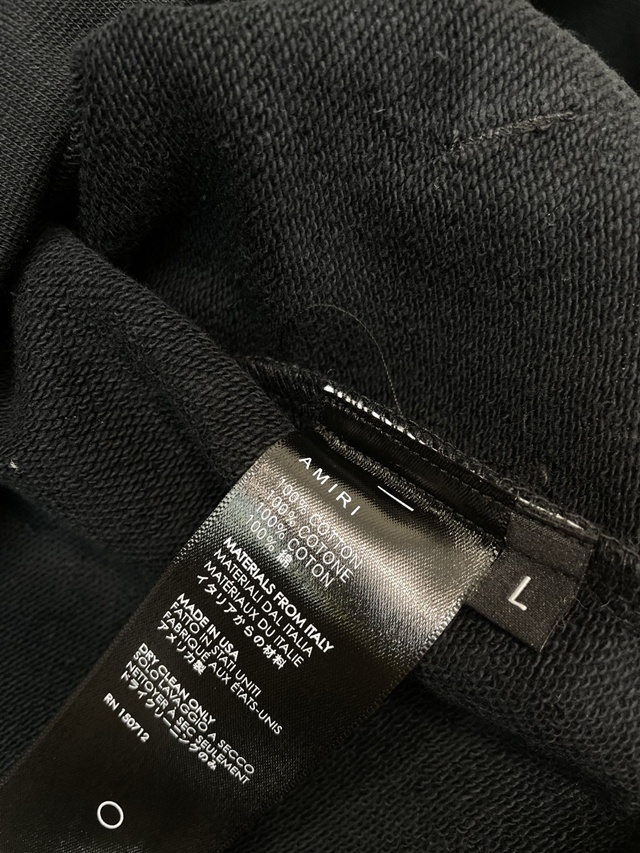 AMIRI
100% COTTON
100% COTONE
100% COTON
100% 綿
MATERIALS FROM ITALY
MATERIALI DAL ITALIA
MATÉRIAUX DU ITALIE
イタリアからの材料
MADE IN USA
FATTO IN STATI UNITI
FABRIQUÉ AUX ÉTATS-UNIS
アメリカ製
DRY CLEAN ONLY
SOLO LAVAGGIO A SECCO
NETTOYER A SEC SEULEMENT
ドライクリーニングのみ
RN 150712
L